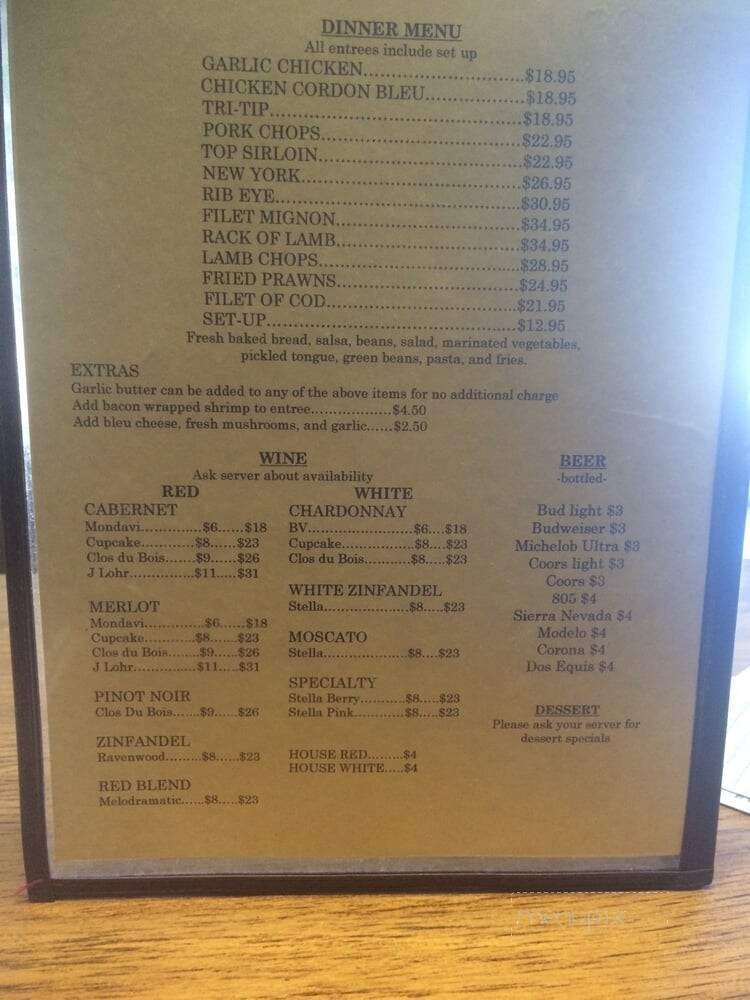 DINNER MENU
All entrees include set up
GARLIC CHICKEN..............................$18.95
CHICKEN CORDON BLEU..................$18.95
TRI-TIP..............................................$18.95
PORK CHOPS.....................................$22.95
TOP SIRLOIN.....................................$22.95
NEW YORK........................................$26.95
RIB EYE.............................................$30.95
FILET MIGNON.................................$34.95
RACK OF LAMB.................................$34.95
LAMB CHOPS.....................................$28.95
FRIED PRAWNS.................................$24.95
FILET OF COD...................................$21.95
SET-UP..............................................$12.95
Fresh baked bread, salsa, beans, salad, marinated vegetables,
pickled tongue, green beans, pasta, and fries.
EXTRAS
Garlic butter can be added to any of the above items for no additional charge
Add bacon wrapped shrimp to entree..................$4.50
Add bleu cheese, fresh mushrooms, and garlic......$2.50
WINE
Ask server about availability
RED
CABERNET
Mondavi..............$6......$18
Cupcake............$8......$23
Clos du Bois.......$9......$26
J Lohr...............$11.....$31
MERLOT
Mondavi..............$6......$18
Cupcake............$8......$23
Clos du Bois.......$9......$26
J Lohr...............$11.....$31
PINOT NOIR
Clos Du Bois.......$9......$26
ZINFANDEL
Ravenwood.........$8......$23
RED BLEND
Melodramatic......$8.....$23
WHITE
CHARDONNAY
BV.......................$6....$18
Cupcake...............$8....$23
Clos du Bois..........$8....$23
WHITE ZINFANDEL
Stella...................$8.....$23
MOSCATO
Stella...................$8....$23
SPECIALTY
Stella Berry..........$8.....$23
Stella Pink...........$8.....$23
HOUSE RED.........$4
HOUSE WHITE.....$4
BEER
-bottled-
Bud light $3
Budweiser $3
Michelob Ultra $3
Coors light $3
Coors $3
805 $4
Sierra Nevada $4
Modelo $4
Corona $4
Dos Equis $4
DESSERT
Please ask your server for
dessert specials